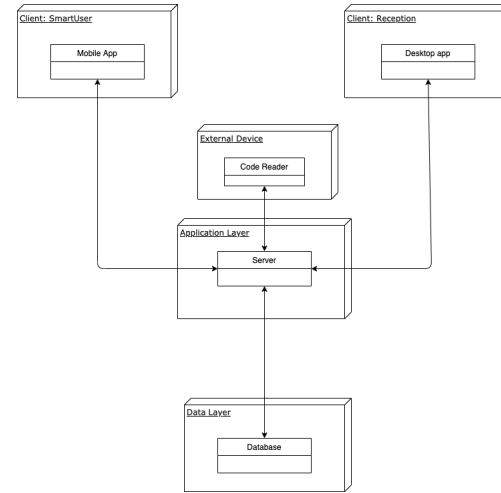 Client: SmartUser
Mobile App
Client: Reception
Desktop app
External Device
Code Reader
Application Layer
Server
Data Layer
Database